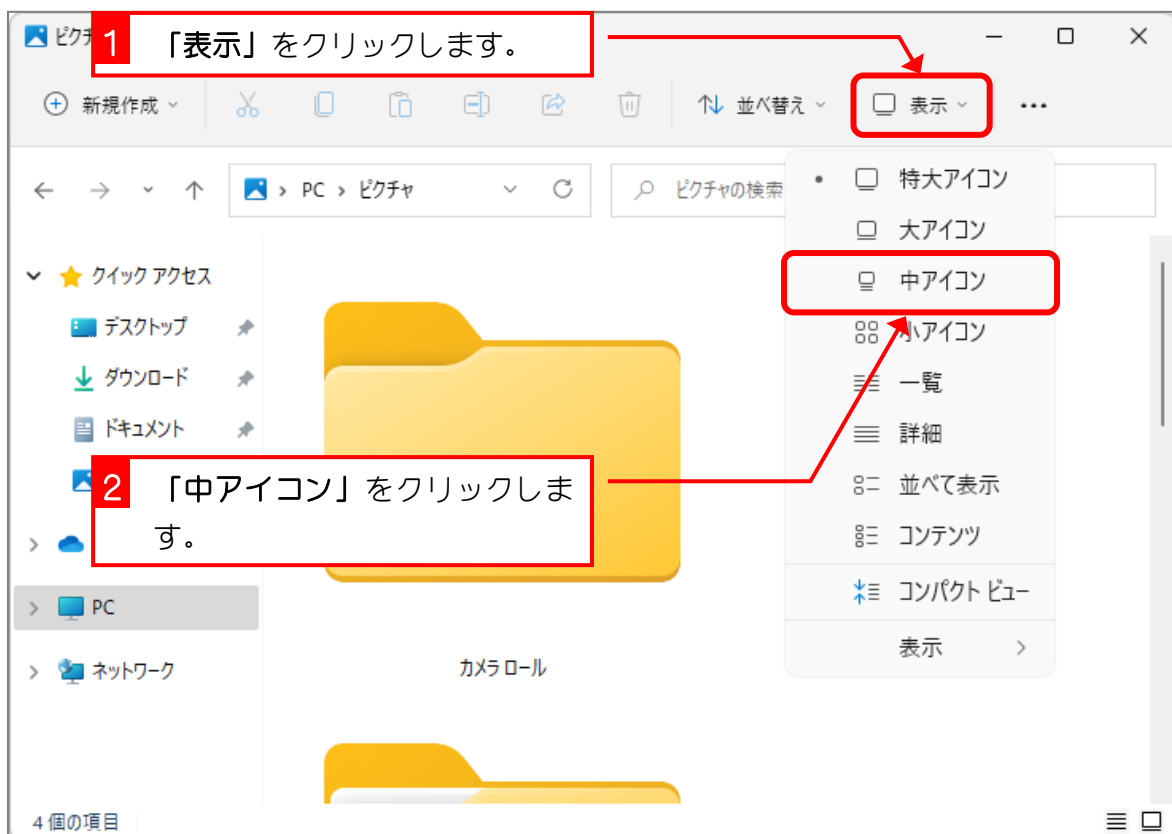 ピクチ
1 「表示」をクリックします。
新規作成
並べ替え
表示
PC ピクチャ
ピクチャの検索
特大アイコン
大アイコン
中アイコン
小アイコン
一覧
詳細
並べて表示
コンテンツ
コンパクト ビュー
表示
クイック アクセス
デスクトップ
ダウンロード
ドキュメント
2 「中アイコン」をクリックしま
す。
PC
ネットワーク
カメラ ロール
4 個の項目